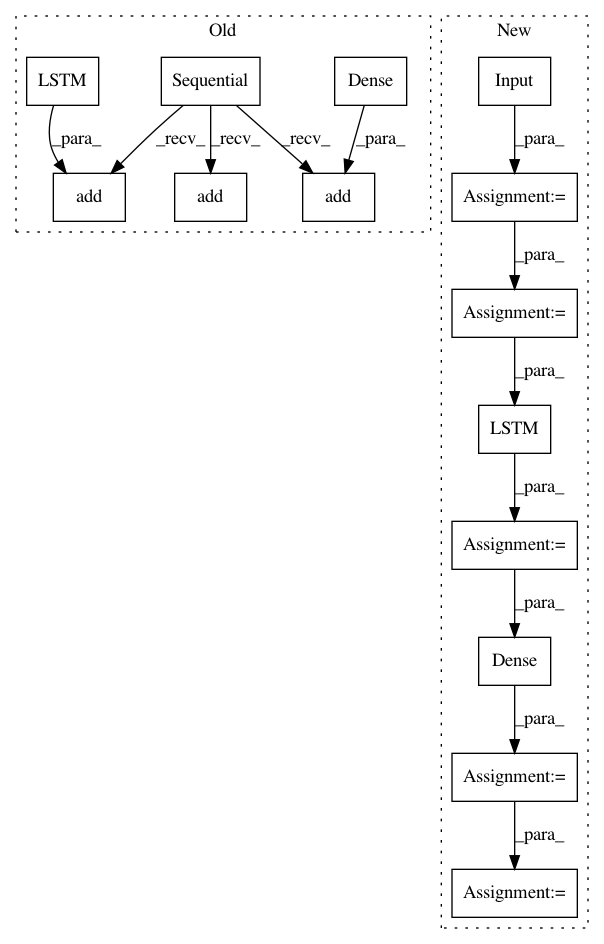 Old
New
LSTM
Sequential
Dense
Input
_para_
_recv_
_recv_
_recv_
_para_
_para_
add
add
add
Assignment:=
_para_
Assignment:=
_para_
LSTM
_para_
Assignment:=
_para_
Dense
_para_
Assignment:=
_para_
Assignment:=